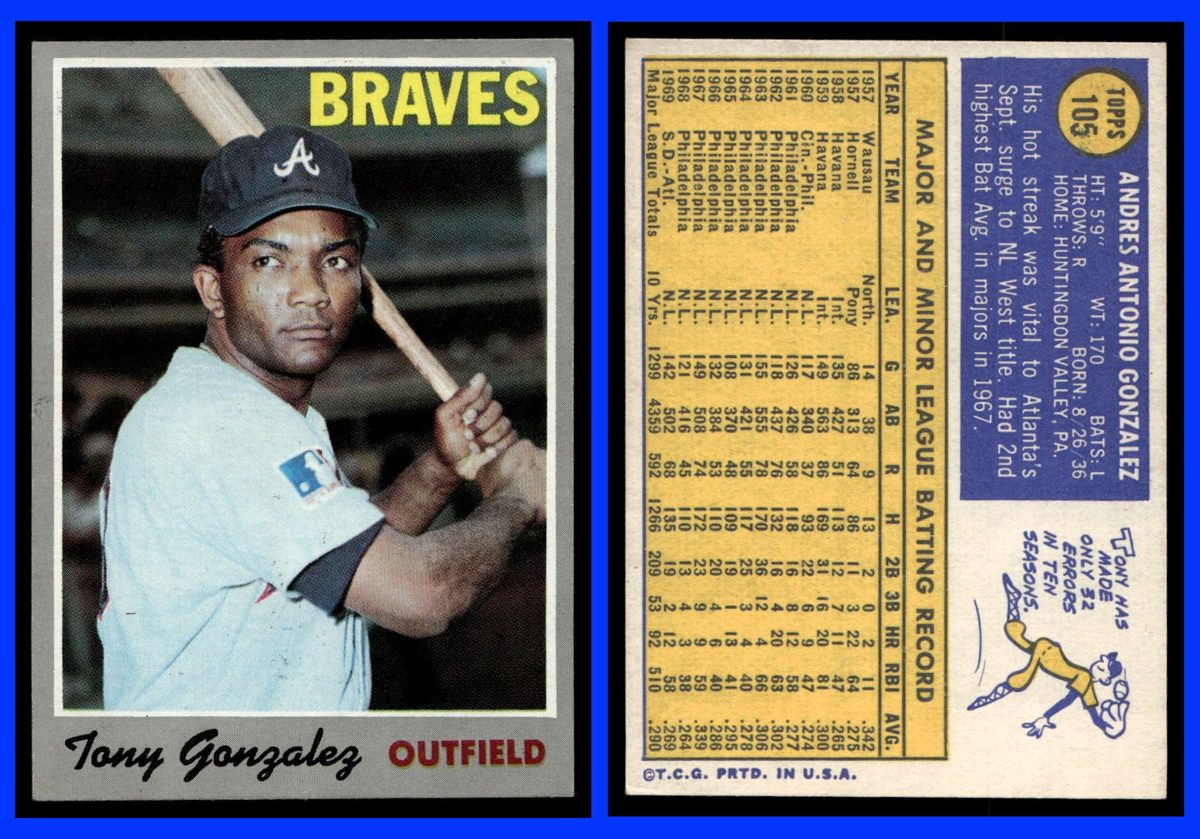 BRAVES
A
Tony Gonzalez OUTFIELD
TOPPS
105
ANDRES ANTONIO GONZALEZ
HT: 5'9" WT: 170 BATS: L
THROWS: R BORN: 8/26/36
HOME: HUNTINGDON VALLEY, PA.
His hot streak was vital to Atlanta's
Sept. surge to NL West title. Had 2nd
highest Bat Avg. in majors in 1967.
TONY HAS
MADE
ONLY 32
ERRORS
IN TEN
SEASONS.
MAJOR AND MINOR LEAGUE BATTING RECORD
YEAR TEAM LEA. G AB R H 2B 3B HR RBI AVG.
1957 Wausau North. 14 38 9 13 2 0 2 11 .342
1957 Hornell Pony 86 313 64 86 11 3 22 64 .275
1958 Havana Int. 135 427 51 113 12 7 11 47 .265
1959 Havana Int. 149 563 86 169 31 16 20 81 .300
1960 Cin.-Phil. N.L. 117 340 37 93 22 6 9 47 .274
1961 Philadelphia N.L. 126 426 58 118 16 8 12 58 .277
1962 Philadelphia N.L. 118 437 76 132 16 4 20 63 .302
1963 Philadelphia N.L. 155 555 78 170 36 12 4 66 .306
1964 Philadelphia N.L. 131 421 55 117 25 3 4 40 .278
1965 Philadelphia N.L. 108 370 48 109 19 1 13 41 .295
1966 Philadelphia N.L. 132 384 53 110 20 4 6 40 .286
1967 Philadelphia N.L. 149 508 74 172 23 9 9 59 .339
1968 Philadelphia N.L. 121 416 45 110 13 4 3 38 .264
1969 S.D.-Atl. N.L. 142 502 68 135 19 2 12 58 .269
Major League Totals 10 Yrs. 1299 4359 592 1266 209 53 92 510 .290
©T.C.G. PRTD. IN U.S.A.